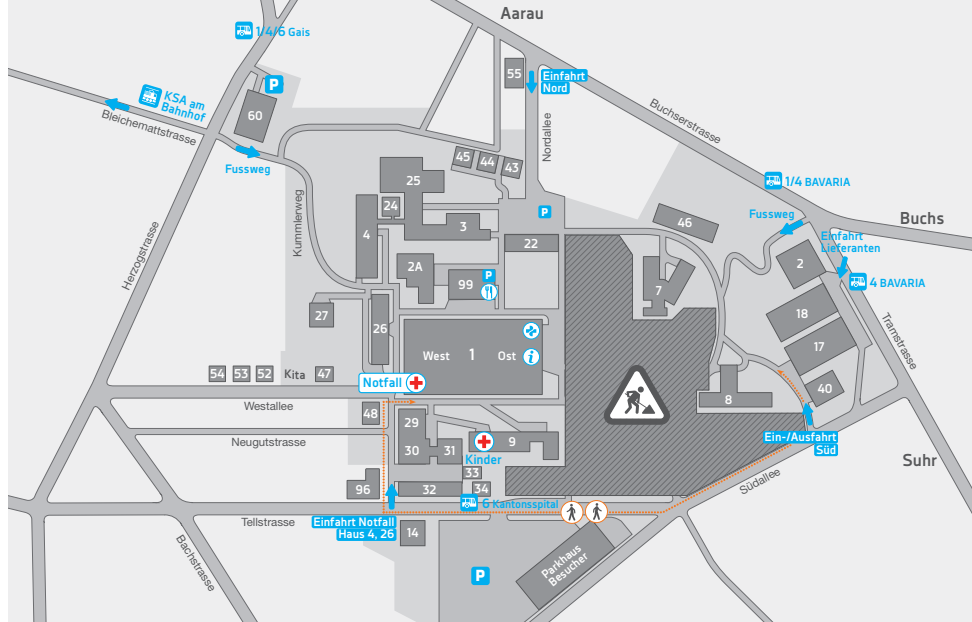 Aarau
1/4/6 Gais
P
KSA am
Bahnhof
Bleichemattstrasse
60
Fussweg
55
Einfahrt
Nord
Nordallee
Buchserstrasse
45
44
43
25
24
4
3
Kummlerweg
Herzogstrasse
P
22
46
1/4 BAVARIA
Fussweg
Buchs
Einfahrt
Lieferanten
2
4 BAVARIA
2A
99
P
7
18
Tramstrasse
27
26
17
West
1
Ost
i
54
53
52
Kita
47
Notfall
8
40
Westallee
48
29
Neugutstrasse
30
31
9
Kinder
Ein-/Ausfahrt
Süd
Suhr
33
96
32
34
6 Kantonsspital
Südallee
Tellstrasse
Einfahrt Notfall
Haus 4, 26
14
Bachstrasse
P
Parkhaus
Besucher